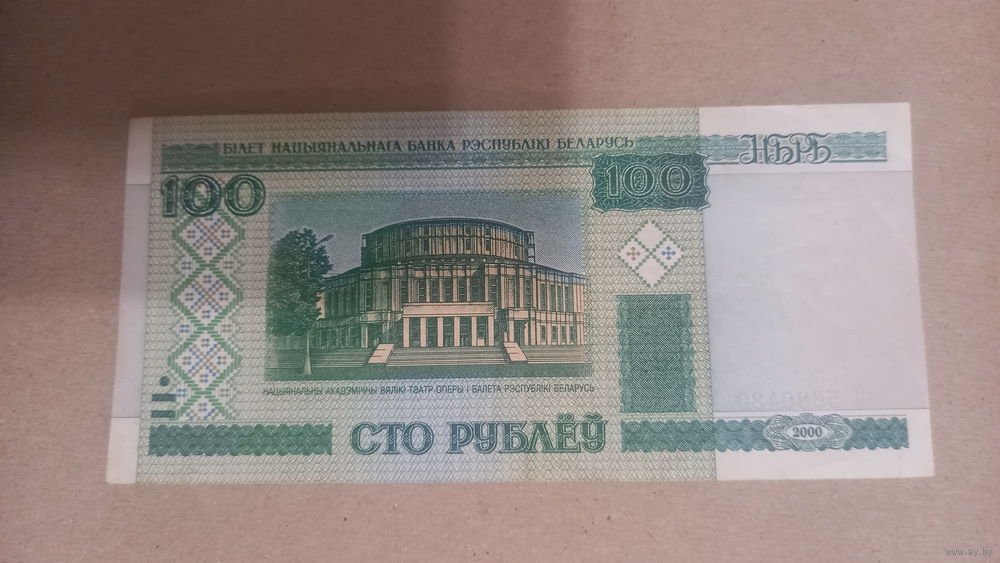 БІЛЕТ НАЦЫЯНАЛЬНАГА БАНКА РЭСПУБЛІКІ БЕЛАРУСЬ
НБРБ
100
100
НАЦЫЯНАЛЬНЫ АКАДЭМІЧНЫ ВЯЛІКІ ТЭАТР ОПЕРЫ І БАЛЕТА РЭСПУБЛІКІ БЕЛАРУСЬ
СТО РУБЛЁЎ
2000
www.ay.by